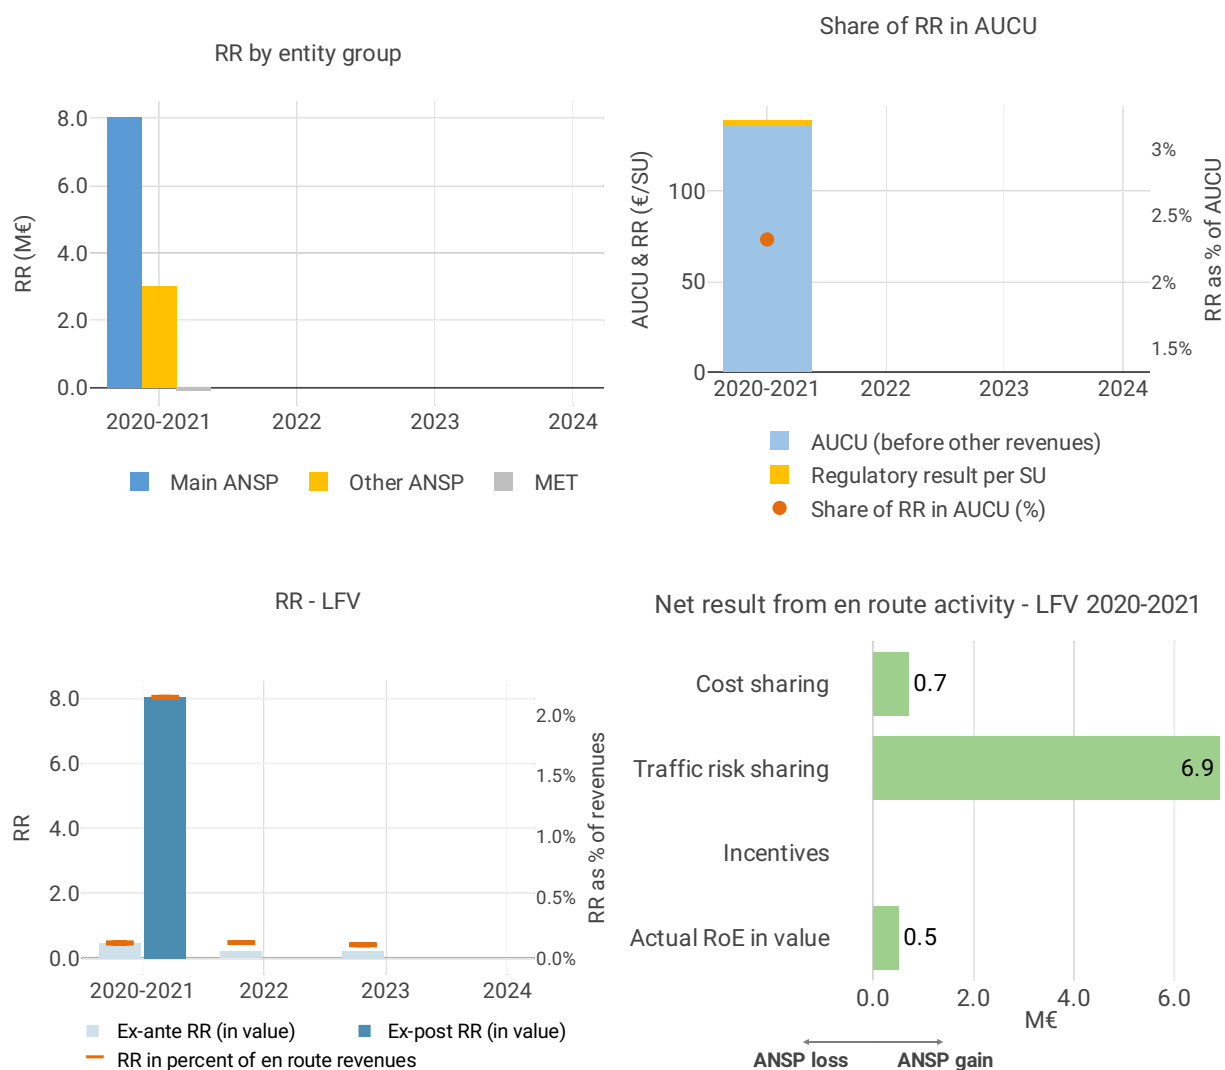 RR by entity group
RR (M€)
8.0
6.0
4.0
2.0
0.0
2020-2021 2022 2023 2024
Main ANSP Other ANSP MET
Share of RR in AUCU
AUCU & RR (€/SU)
100
50
0
3%
2.5%
2%
1.5%
RR as % of AUCU
2020-2021 2022 2023 2024
AUCU (before other revenues)
Regulatory result per SU
Share of RR in AUCU (%)
RR - LFV
RR
8.0
6.0
4.0
2.0
0.0
2.0%
1.5%
1.0%
0.5%
0.0%
RR as % of revenues
2020-2021 2022 2023 2024
Ex-ante RR (in value) Ex-post RR (in value)
RR in percent of en route revenues
Net result from en route activity - LFV 2020-2021
Cost sharing 0.7
Traffic risk sharing 6.9
Incentives
Actual RoE in value 0.5
0.0 2.0 4.0 6.0
M€
ANSP loss ANSP gain